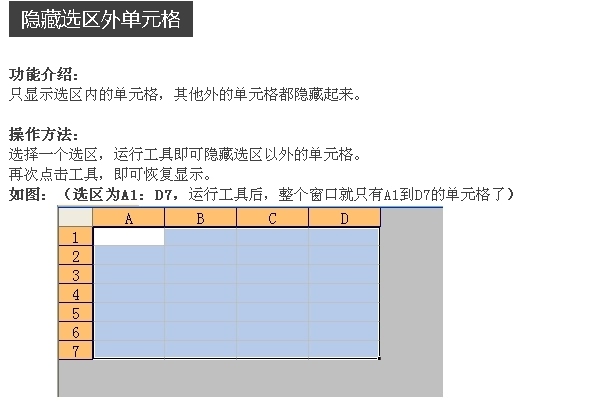 隐藏选区外单元格
功能介绍：
只显示选区内的单元格，其他外的单元格都隐藏起来。
操作方法：
选择一个选区，运行工具即可隐藏选区以外的单元格。
再次点击工具，即可恢复显示。
如图：（选区为A1：D7，运行工具后，整个窗口就只有A1到D7的单元格了）
A B C D
1
2
3
4
5
6
7